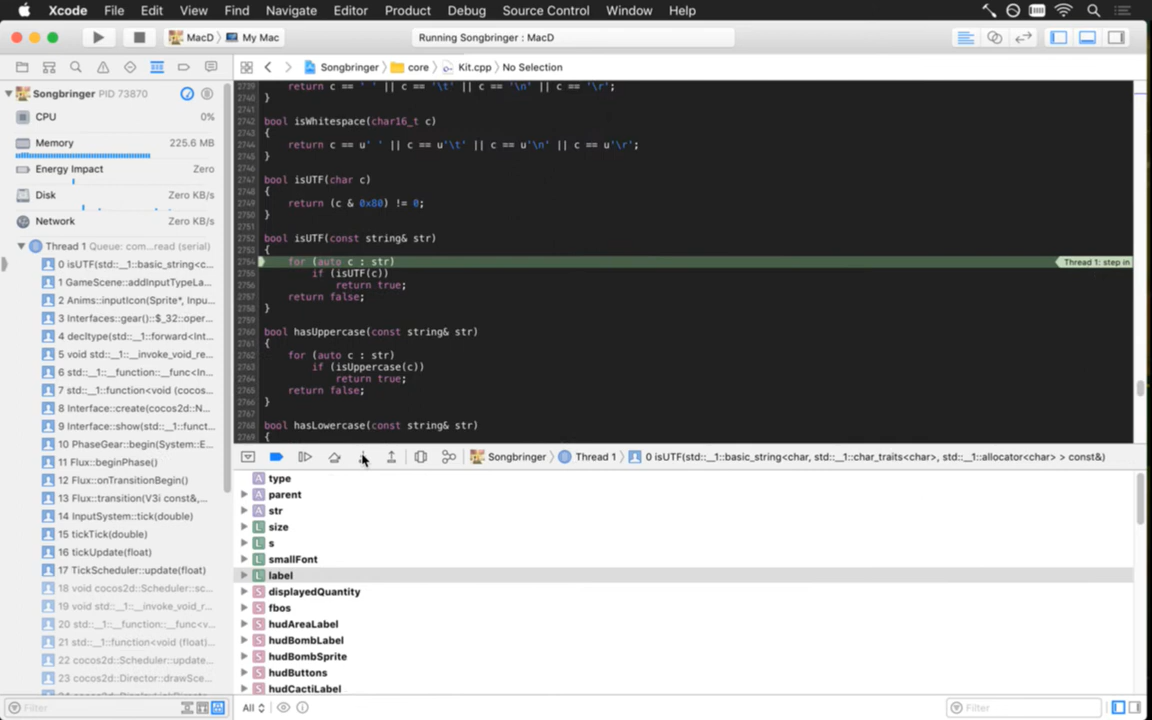 Xcode File Edit View Find Navigate Editor Product Debug Source Control Window Help
MacD My Mac Running Songbringer : MacD
Songbringer core Kit.cpp No Selection
Songbringer PID 73870
CPU 0%
Memory 225.6 MB
Energy Impact Zero
Disk Zero KB/s
Network Zero KB/s
Thread 1 Queue: com...read (serial)
0 isUTF(std::__1::basic_string<c...
1 GameScene::addInputTypeLa...
2 Anims::inputIcon(Sprite*, Inpu...
3 Interfaces::gear()::$_32::oper...
4 decltype(std::__1::forward<Int...
5 void std::__1::__invoke_void_re...
6 std::__1::__function::__func<In...
7 std::__1::function<void (cocos...
8 Interface::create(cocos2d::N...
9 Interface::show(std::__1::funct...
10 PhaseGear::begin(System::E...
11 Flux::beginPhase()
12 Flux::onTransitionBegin()
13 Flux::transition(V3i const&,...
14 InputSystem::tick(double)
15 tickTick(double)
16 tickUpdate(float)
17 TickScheduler::update(float)
18 void cocos2d::Scheduler::sc...
19 void std::__1::__invoke_void_r...
20 std::__1::__function::__func<v...
21 std::__1::function<void (float)...
22 cocos2d::Scheduler::update...
23 cocos2d::Director::drawSce...
Filter
2739 return c == ' ' || c == '\t' || c == '\n' || c == '\r';
2740 }
2741
2742 bool isWhitespace(char16_t c)
2743 {
2744 return c == u' ' || c == u'\t' || c == u'\n' || c == u'\r';
2745 }
2746
2747 bool isUTF(char c)
2748 {
2749 return (c & 0x80) != 0;
2750 }
2751
2752 bool isUTF(const string& str)
2753 {
2754 for (auto c : str) Thread 1: step in
2755 if (isUTF(c))
2756 return true;
2757 return false;
2758 }
2759
2760 bool hasUppercase(const string& str)
2761 {
2762 for (auto c : str)
2763 if (isUppercase(c))
2764 return true;
2765 return false;
2766 }
2767
2768 bool hasLowercase(const string& str)
2769 {
Songbringer Thread 1 0 isUTF(std::__1::basic_string<char, std::__1::char_traits<char>, std::__1::allocator<char> > const&)
A type
A parent
A str
L size
L s
L smallFont
L label
S displayedQuantity
S fbos
S hudAreaLabel
S hudBombLabel
S hudBombSprite
S hudButtons
S hudCactiLabel
All Filter